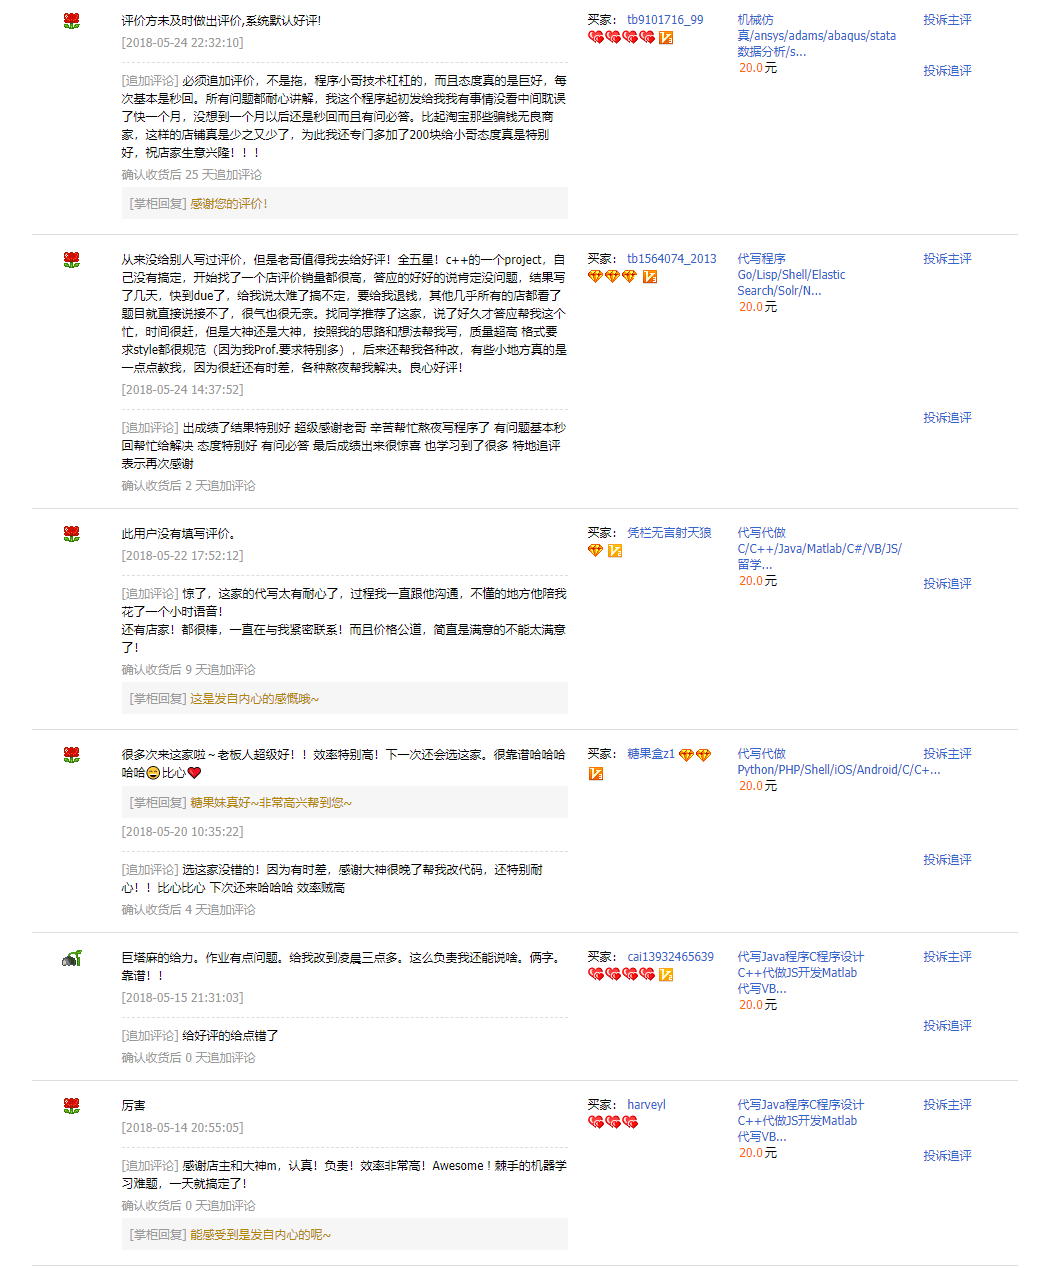 评价方未及时做出评价,系统默认好评!
[2018-05-24 22:32:10]
[追加评论] 必须追加评价，不是拖，程序小哥技术杠杠的，而且态度真的是巨好，每
次基本是秒回。所有问题都耐心讲解，我这个程序起初发给我我有事情没看中间耽误
了快一个月，没想到一个月以后还是秒回而且有问必答。比起淘宝那些骗钱无良商
家，这样的店铺真是少之又少了，为此我还专门多加了200块给小哥态度真是特别
好，祝店家生意兴隆！！！
确认收货后 25 天追加评论
[掌柜回复] 感谢您的评价！
买家： tb9101716_99
机械仿
真/ansys/adams/abaqus/stata
数据分析/s...
20.0元
投诉主评
投诉追评
从来没给别人写过评价，但是老哥值得我去给好评！全五星！c++的一个project，自
己没有搞定，开始找了一个店评价销量都很高，答应的好好的说肯定没问题，结果写
了几天，快到due了，给我说太难了搞不定，要给我退钱，其他几乎所有的店都看了
题目就直接说接不了，很气也很无奈。找同学推荐了这家，说了好久才答应帮我这个
忙，时间很赶，但是大神还是大神，按照我的思路和想法帮我写，质量超高 格式要
求style都很规范（因为我Prof.要求特别多），后来还帮我各种改，有些小地方真的是
一点点教我，因为很赶还有时差，各种熬夜帮我解决。良心好评！
[2018-05-24 14:37:52]
[追加评论] 出成绩了结果特别好 超级感谢老哥 辛苦帮忙熬夜写程序了 有问题基本秒
回帮忙给解决 态度特别好 有问必答 最后成绩出来很惊喜 也学习到了很多 特地追评
表示再次感谢
确认收货后 2 天追加评论
买家： tb1564074_2013
代写程序
Go/Lisp/Shell/Elastic
Search/Solr/N...
20.0元
投诉主评
投诉追评
此用户没有填写评价。
[2018-05-22 17:52:12]
[追加评论] 惊了，这家的代写太有耐心了，过程我一直跟他沟通，不懂的地方他陪我
花了一个小时语音！
还有店家！都很棒，一直在与我紧密联系！而且价格公道，简直是满意的不能太满意
了！
确认收货后 9 天追加评论
[掌柜回复] 这是发自内心的感慨哦~
买家： 凭栏无言射天狼
代写代做
C/C++/Java/Matlab/C#/VB/JS/
留学...
20.0元
投诉追评
很多次来这家啦～老板人超级好！！效率特别高！下一次还会选这家。很靠谱哈哈哈
哈哈😄比心❤
[掌柜回复] 糖果妹真好~非常高兴帮到您~
[2018-05-20 10:35:22]
[追加评论] 选这家没错的！因为有时差，感谢大神很晚了帮我改代码，还特别耐
心！！比心比心 下次还来哈哈哈 效率贼高
确认收货后 4 天追加评论
买家： 糖果盒z1
代写代做
Python/PHP/Shell/iOS/Android/C/C+...
20.0元
投诉主评
投诉追评
巨塔麻的给力。作业有点问题。给我改到凌晨三点多。这么负责我还能说啥。俩字。
靠谱！！
[2018-05-15 21:31:03]
[追加评论] 给好评的给点错了
确认收货后 0 天追加评论
买家： cai13932465639
代写Java程序C程序设计
C++代做JS开发Matlab
代写VB...
20.0元
投诉主评
投诉追评
厉害
[2018-05-14 20:55:05]
[追加评论] 感谢店主和大神m，认真！负责！效率非常高！Awesome！棘手的机器学
习难题，一天就搞定了！
确认收货后 0 天追加评论
[掌柜回复] 能感受到是发自内心的呢~
买家： harveyl
代写Java程序C程序设计
C++代做JS开发Matlab
代写VB...
20.0元
投诉主评
投诉追评